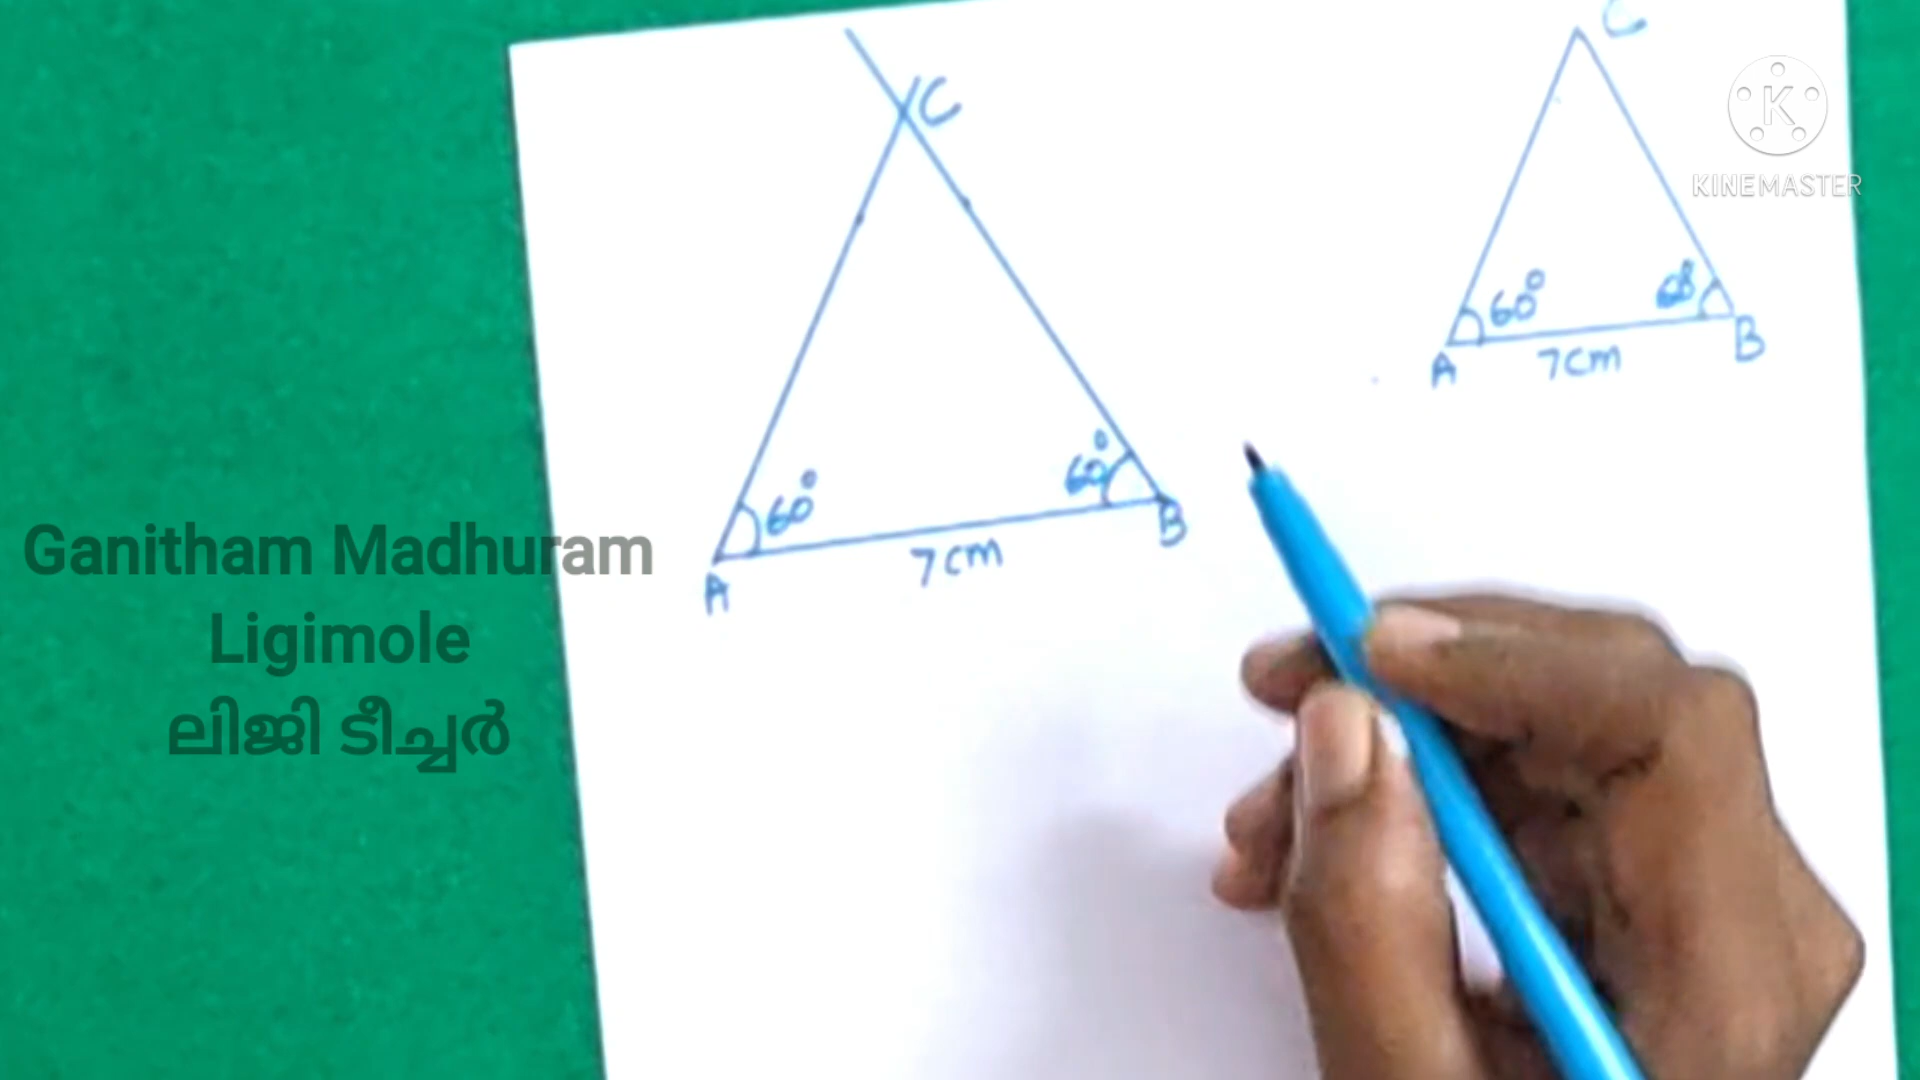 C
60°
60°
A
7cm
B
C
60°
60°
A
7cm
B
KINEMASTER
Ganitham Madhuram
Ligimole
ലിജി ടീച്ചർ